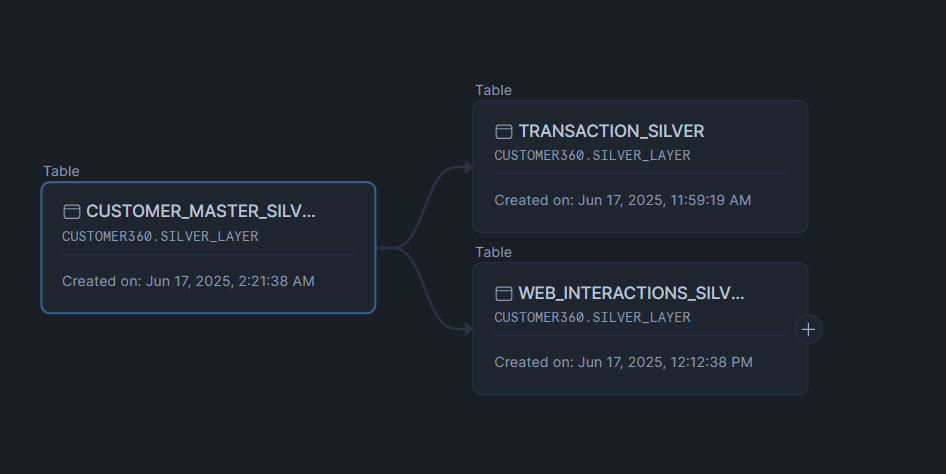 Table
CUSTOMER_MASTER_SILV...
CUSTOMER360.SILVER_LAYER
Created on: Jun 17, 2025, 2:21:38 AM
Table
TRANSACTION_SILVER
CUSTOMER360.SILVER_LAYER
Created on: Jun 17, 2025, 11:59:19 AM
Table
WEB_INTERACTIONS_SILV...
CUSTOMER360.SILVER_LAYER
Created on: Jun 17, 2025, 12:12:38 PM